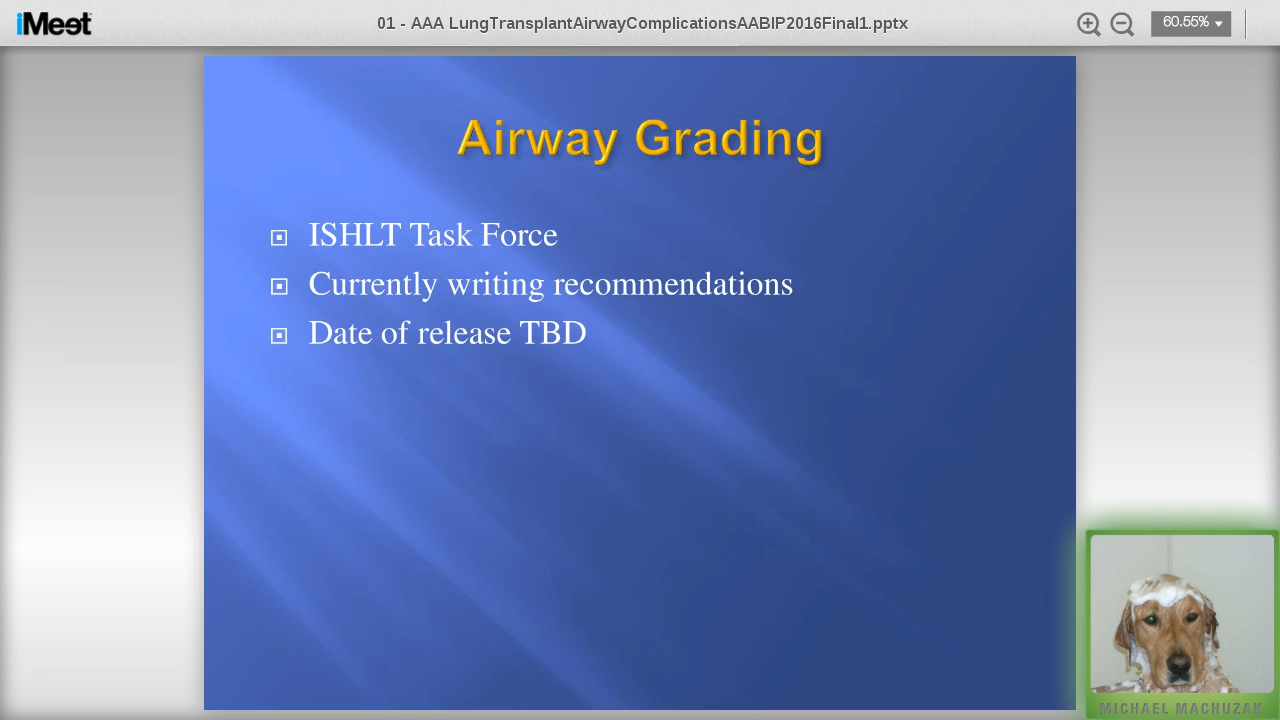 iMeet
01 - AAA LungTransplantAirwayComplicationsAABIP2016Final1.pptx
60.55%
Airway Grading
ISHLT Task Force
Currently writing recommendations
Date of release TBD
MICHAEL MACHUZAK